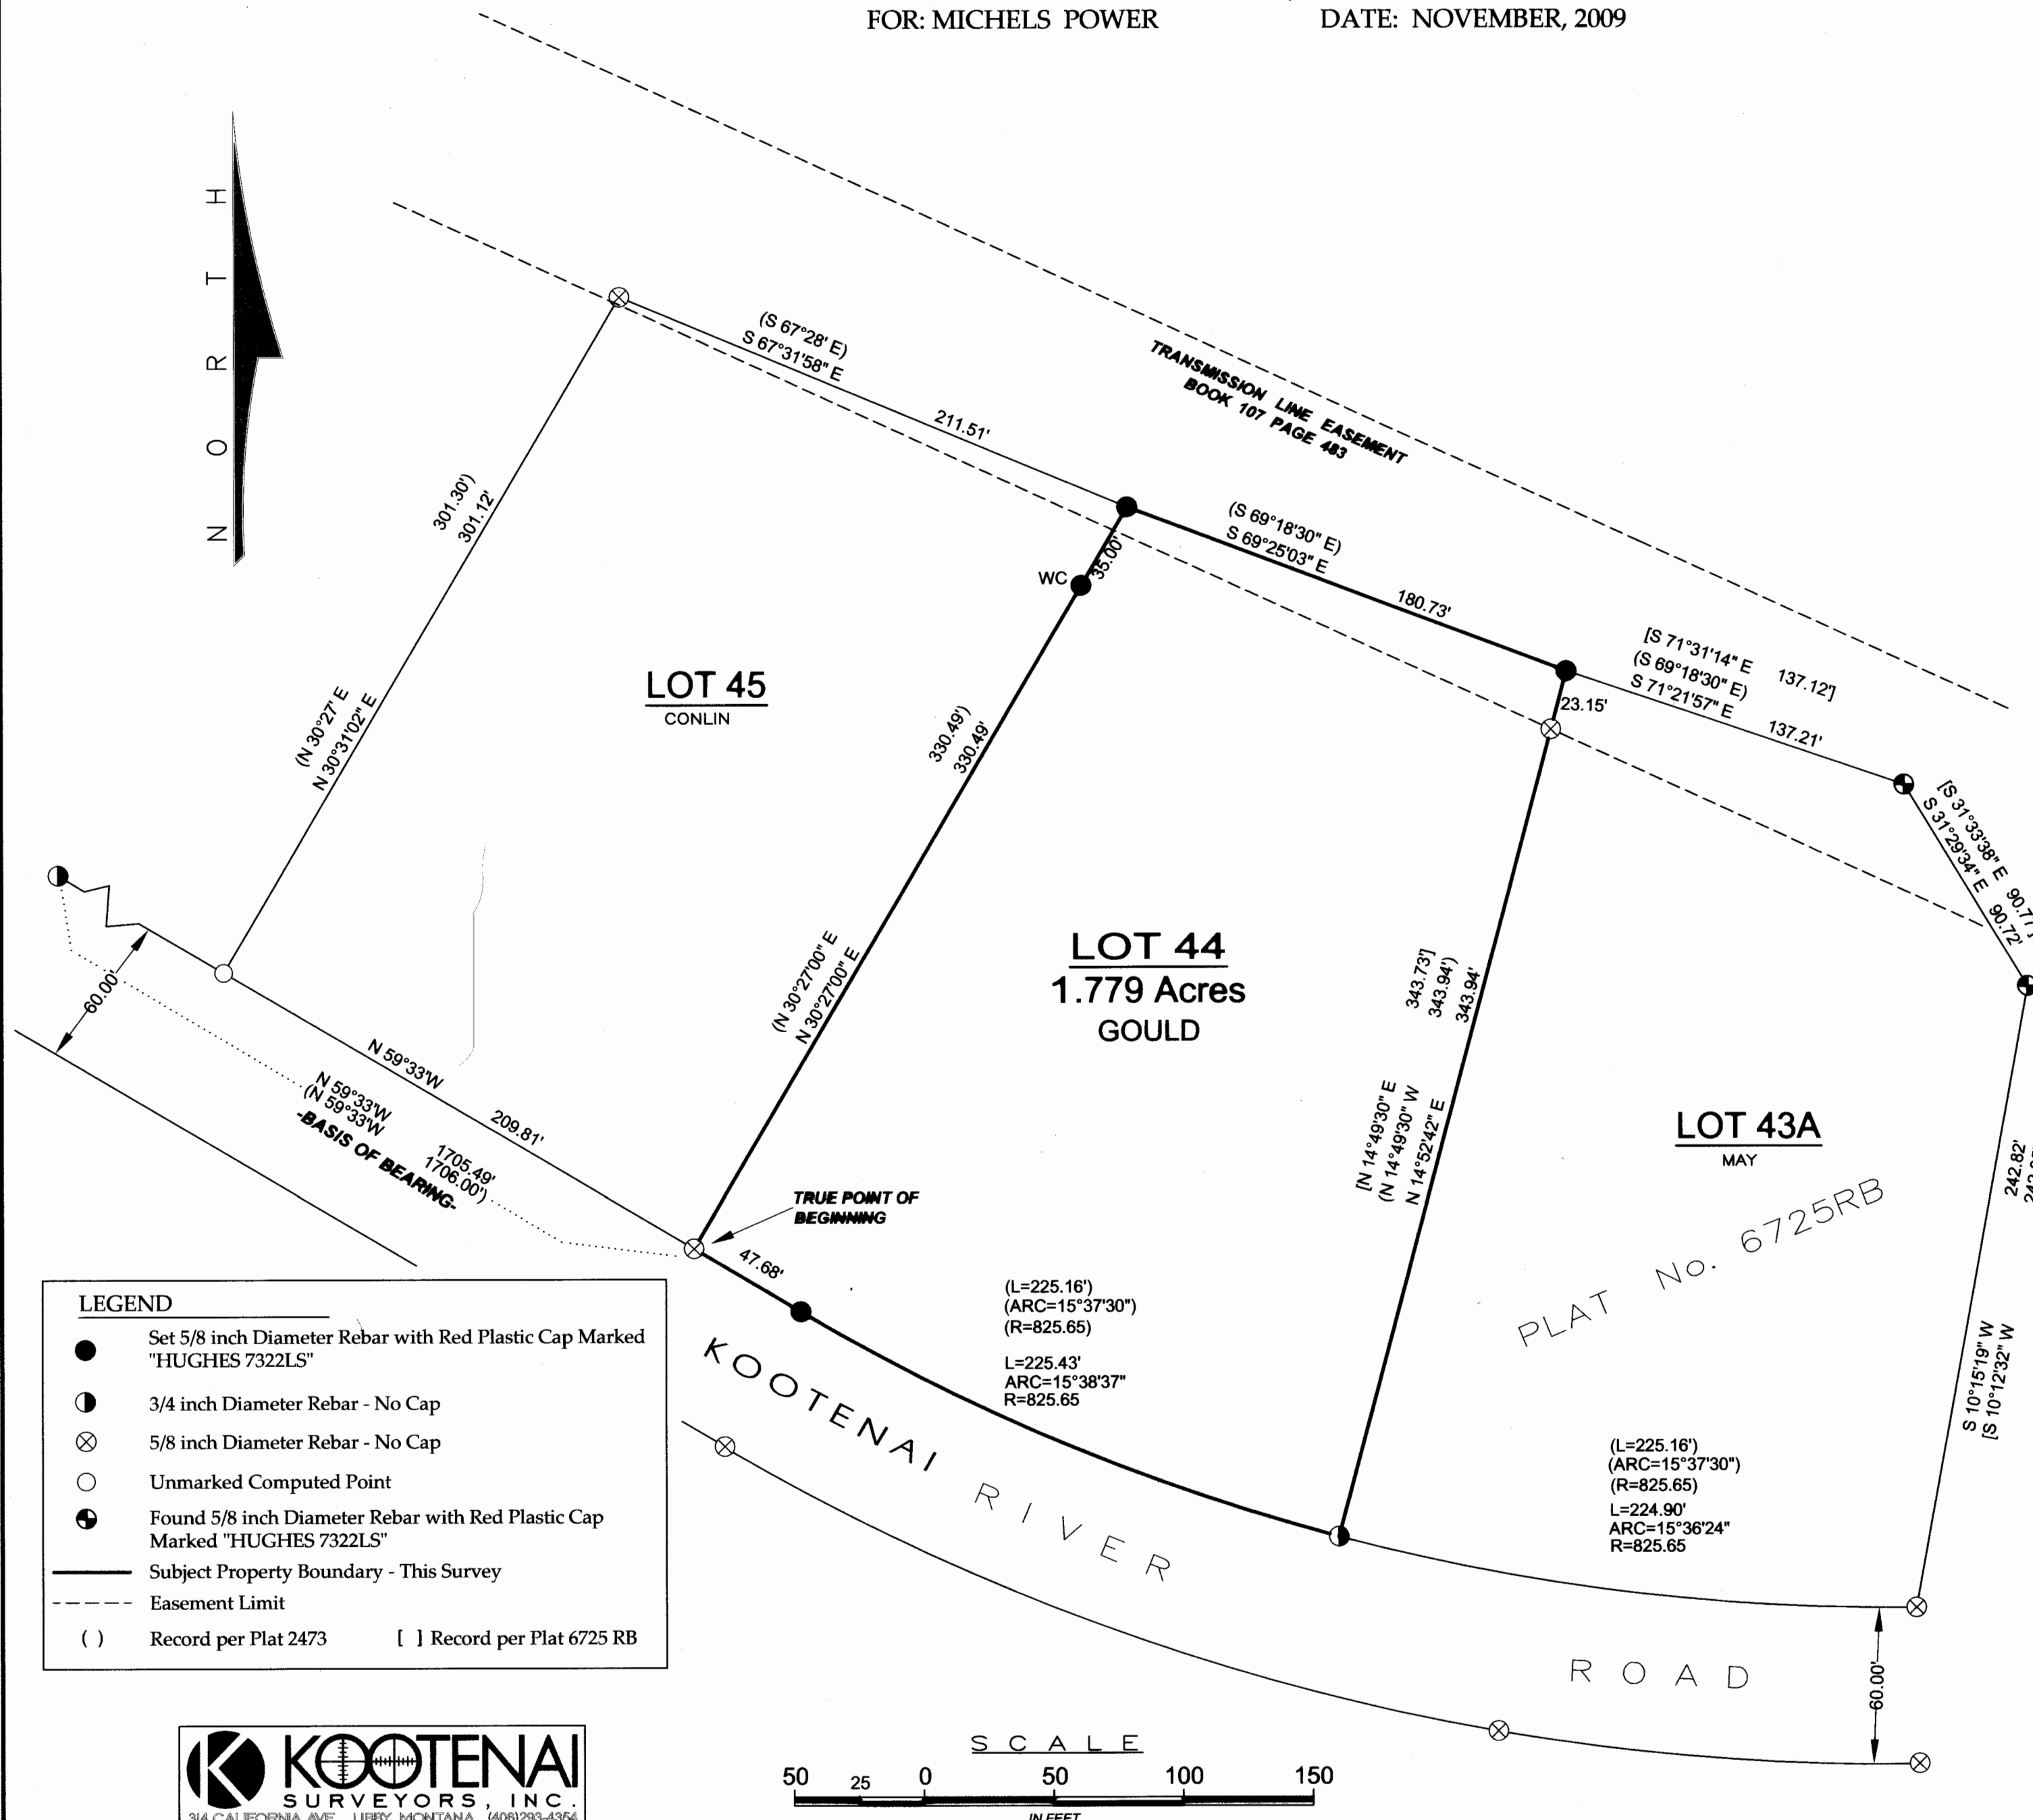 FOR: MICHELS POWER
DATE: NOVEMBER, 2009
NORTH
(S 67°28' E)
S 67°31'58" E
211.51'
TRANSMISSION LINE EASEMENT
BOOK 107 PAGE 483
301.30')
301.12'
(N 30°27' E
N 30°31'02" E
(S 69°18'30" E)
S 69°25'03" E
180.73'
35.00'
WC
[S 71°31'14" E 137.12']
(S 69°18'30" E)
S 71°21'57" E
137.21'
23.15'
LOT 45
CONLIN
330.49')
330.49'
(N 30°27'00" E
N 30°27'00" E
[S 31°33'38" E 90.77']
S 31°29'34" E 90.72'
LOT 44
1.779 Acres
GOULD
343.73']
343.94')
343.94'
[N 14°49'30" E
(N 14°49'30" W
N 14°52'42" E
60.00'
N 59°33'W
209.81'
N 59°33'W 1705.49'
(N 59°33'W 1706.00')
-BASIS OF BEARING-
LOT 43A
MAY
242.82'
PLAT No. 6725RB
TRUE POINT OF
BEGINNING
47.68'
(L=225.16')
(ARC=15°37'30")
(R=825.65)
L=225.43'
ARC=15°38'37"
R=825.65
S 10°15'19" W
[S 10°12'32" W
(L=225.16')
(ARC=15°37'30")
(R=825.65)
L=224.90'
ARC=15°36'24"
R=825.65
KOOTENAI RIVER ROAD
60.00'
LEGEND
Set 5/8 inch Diameter Rebar with Red Plastic Cap Marked
"HUGHES 7322LS"
3/4 inch Diameter Rebar - No Cap
5/8 inch Diameter Rebar - No Cap
Unmarked Computed Point
Found 5/8 inch Diameter Rebar with Red Plastic Cap
Marked "HUGHES 7322LS"
Subject Property Boundary - This Survey
Easement Limit
( ) Record per Plat 2473 [ ] Record per Plat 6725 RB
K KOOTENAI
SURVEYORS, INC.
314 CALIFORNIA AVE. LIBBY, MONTANA (406)293-4354
SCALE
50 25 0 50 100 150
IN FEET